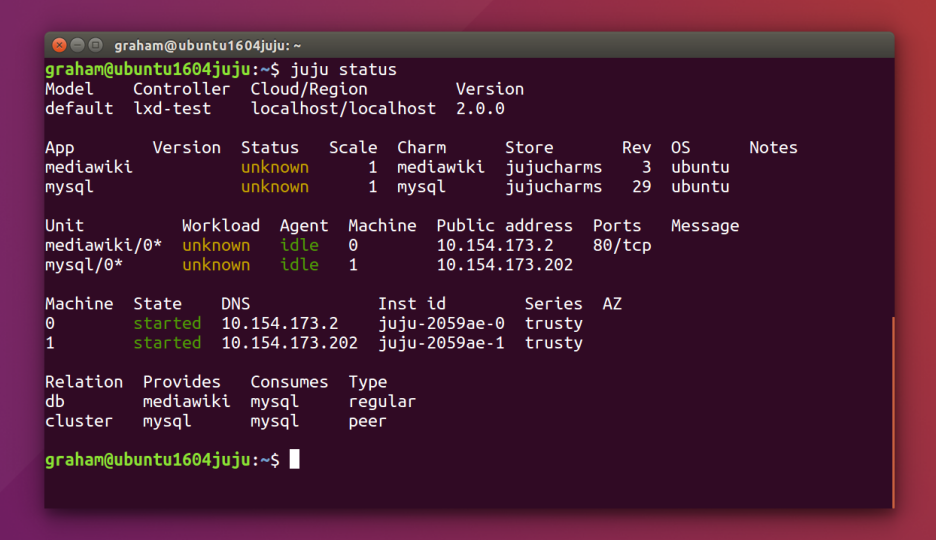 graham@ubuntu1604juju: ~
graham@ubuntu1604juju:~$ juju status
Model    Controller  Cloud/Region         Version
default  lxd-test    localhost/localhost  2.0.0
App        Version  Status   Scale  Charm      Store       Rev  OS      Notes
mediawiki           unknown      1  mediawiki  jujucharms    3  ubuntu
mysql               unknown      1  mysql      jujucharms   29  ubuntu
Unit          Workload  Agent  Machine  Public address  Ports   Message
mediawiki/0*  unknown   idle   0        10.154.173.2    80/tcp
mysql/0*      unknown   idle   1        10.154.173.202
Machine  State    DNS             Inst id        Series  AZ
0        started  10.154.173.2    juju-2059ae-0  trusty
1        started  10.154.173.202  juju-2059ae-1  trusty
Relation  Provides   Consumes  Type
db        mediawiki  mysql     regular
cluster   mysql      mysql     peer
graham@ubuntu1604juju:~$